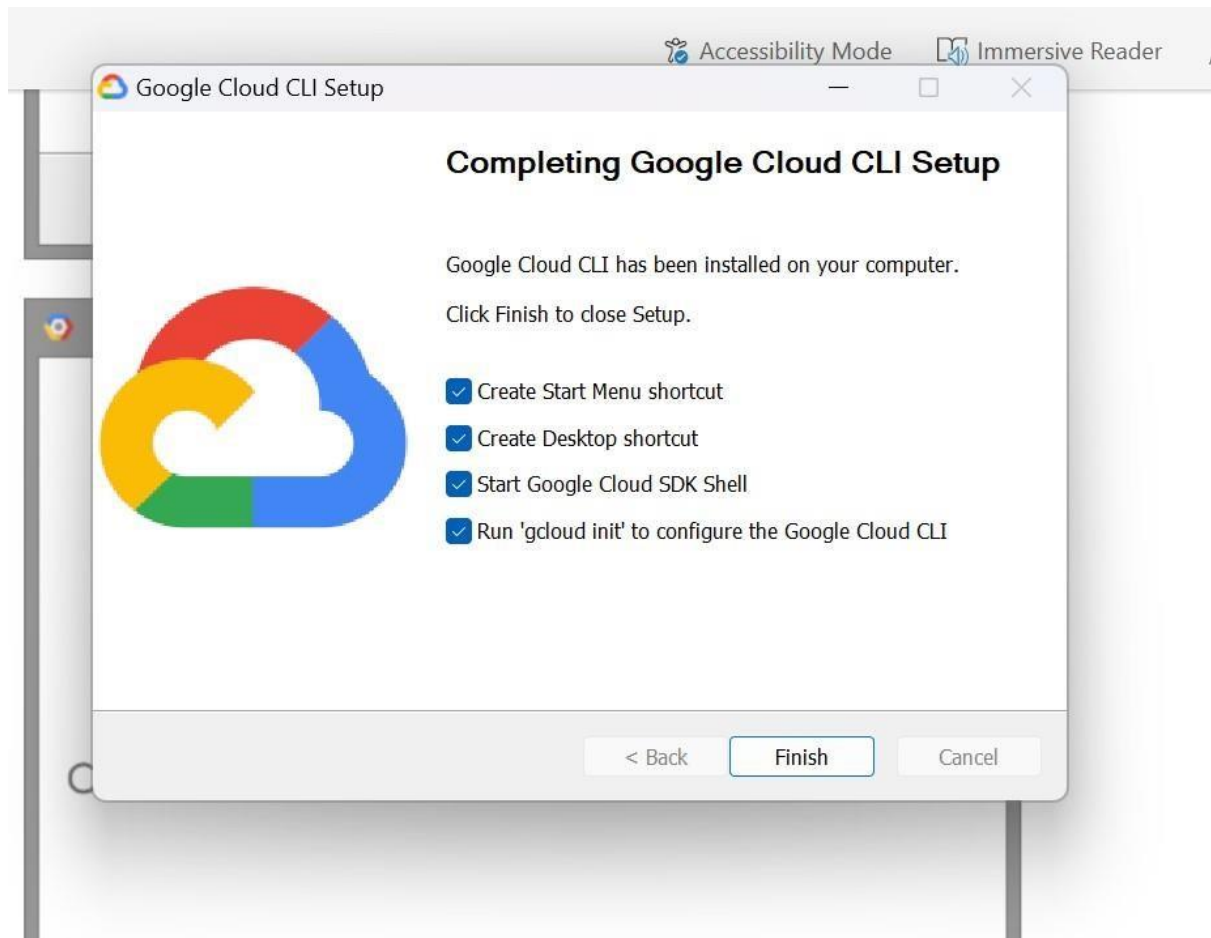 Accessibility Mode Immersive Reader
Google Cloud CLI Setup
Completing Google Cloud CLI Setup
Google Cloud CLI has been installed on your computer.
Click Finish to close Setup.
Create Start Menu shortcut
Create Desktop shortcut
Start Google Cloud SDK Shell
Run 'gcloud init' to configure the Google Cloud CLI
< Back Finish Cancel